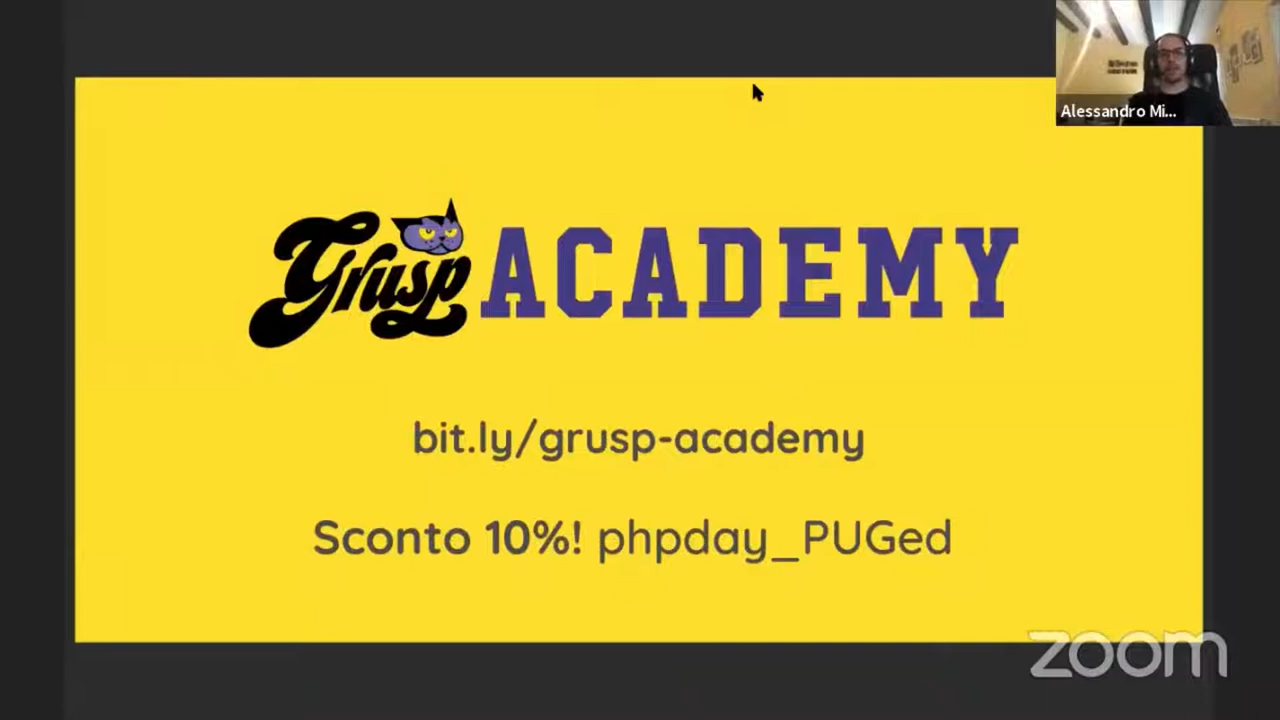 Alessandro Mi...
Grusp ACADEMY
bit.ly/grusp-academy
Sconto 10%! phpday_PUGed
zoom